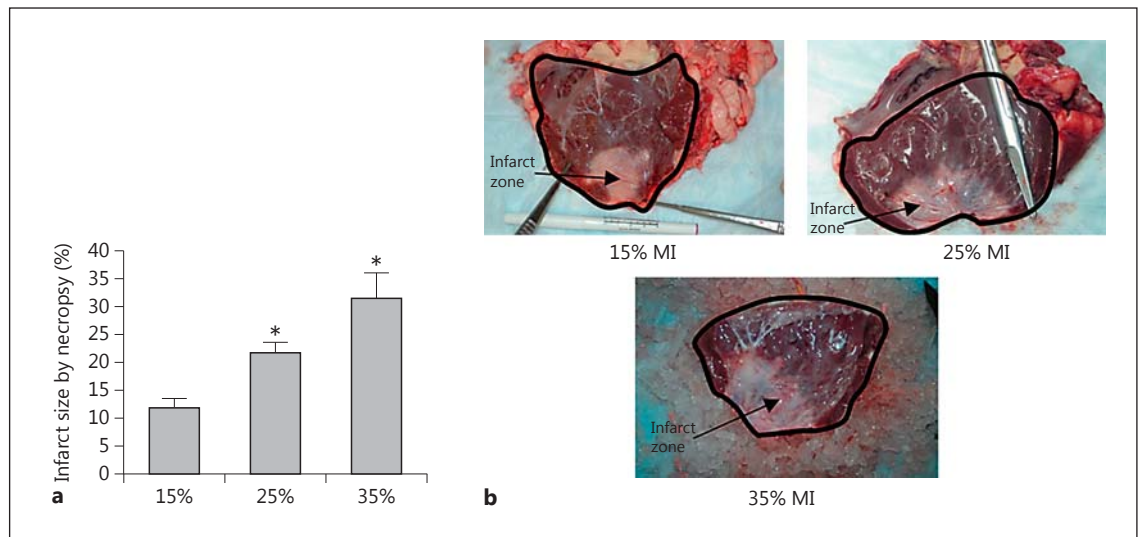 Infarct size by necropsy (%)
40
35
30
25
20
15
10
5
0
*
*
15%
25%
35%
a
Infarct
zone
15% MI
Infarct
zone
25% MI
Infarct
zone
35% MI
b